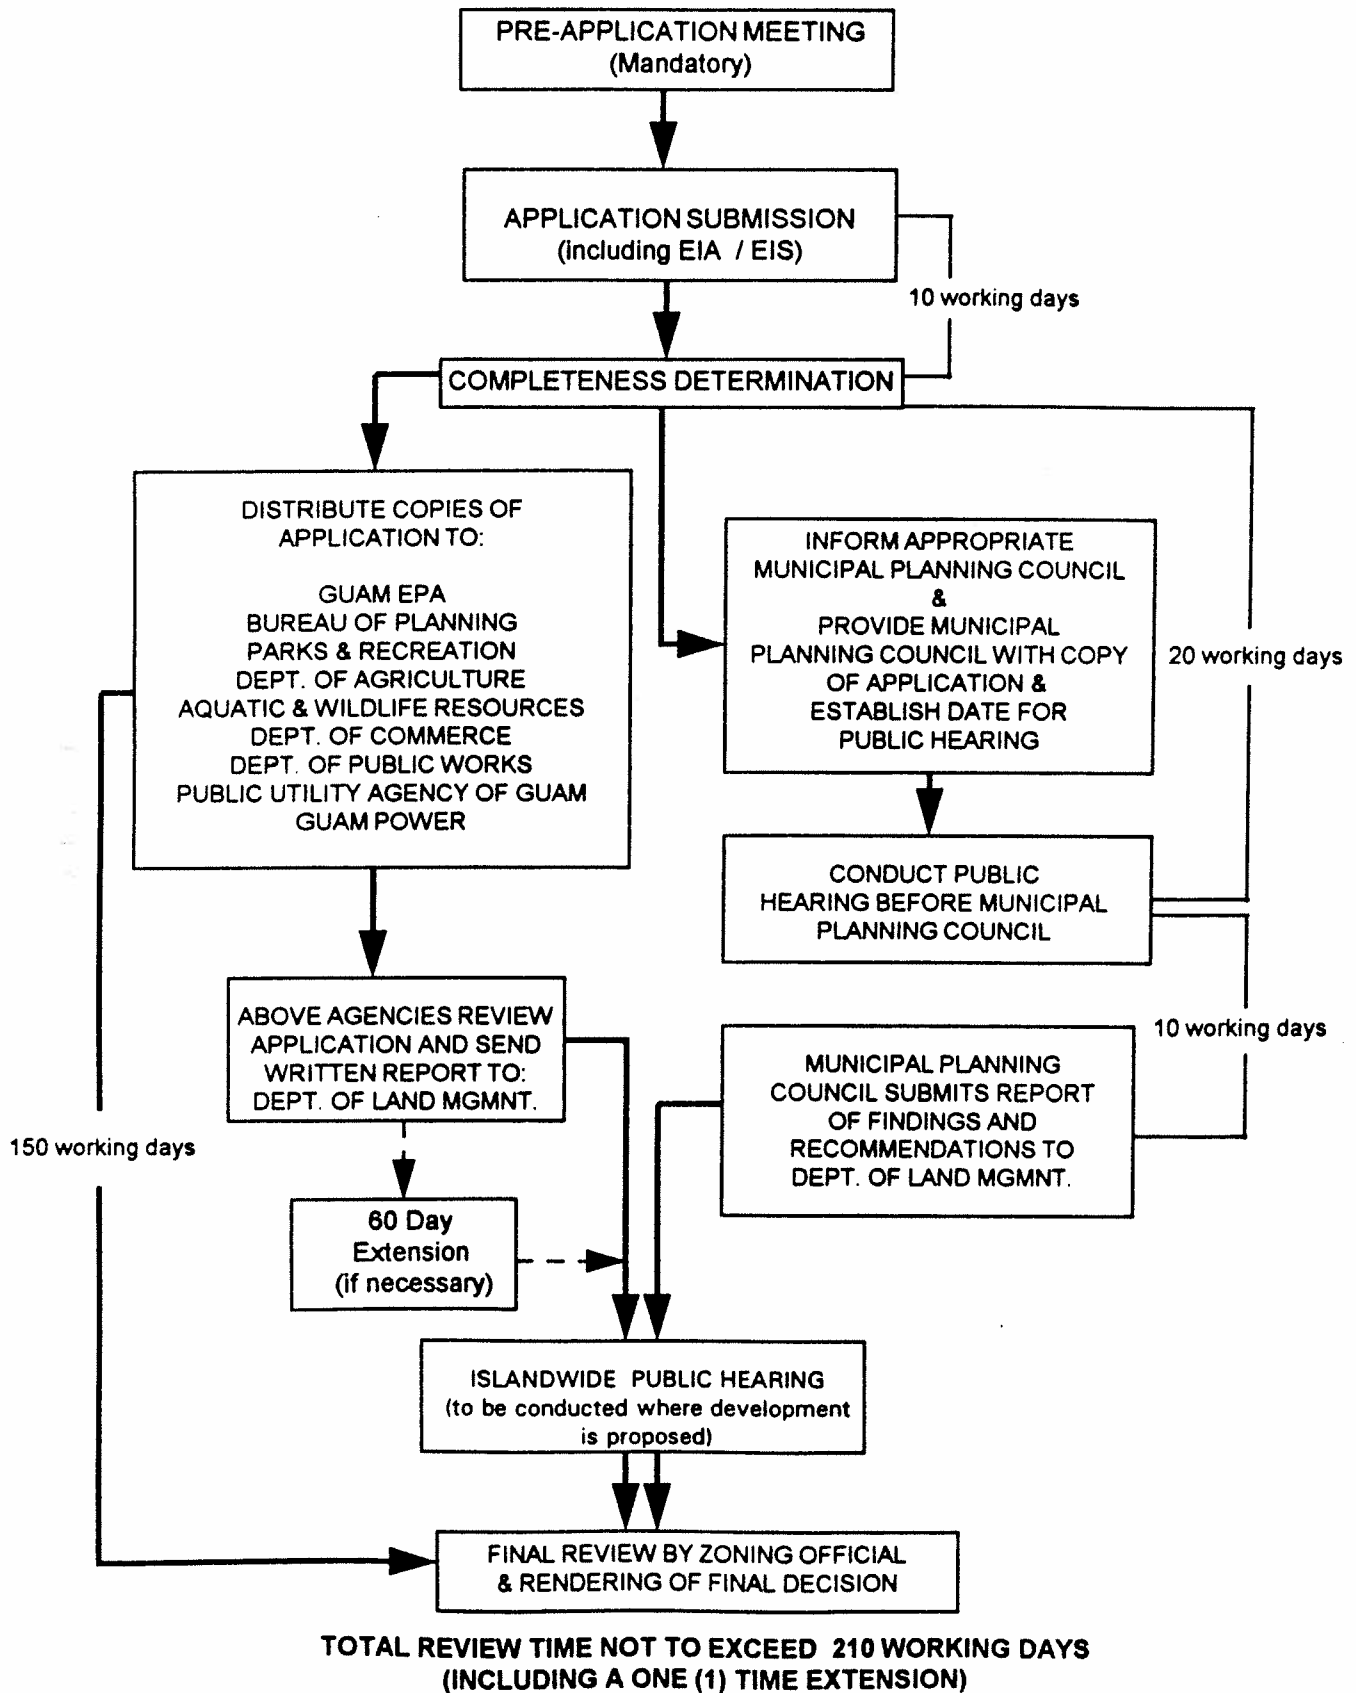 PRE-APPLICATION MEETING
(Mandatory)
APPLICATION SUBMISSION
(including EIA / EIS)
10 working days
COMPLETENESS DETERMINATION
DISTRIBUTE COPIES OF
APPLICATION TO:
GUAM EPA
BUREAU OF PLANNING
PARKS & RECREATION
DEPT. OF AGRICULTURE
AQUATIC & WILDLIFE RESOURCES
DEPT. OF COMMERCE
DEPT. OF PUBLIC WORKS
PUBLIC UTILITY AGENCY OF GUAM
GUAM POWER
INFORM APPROPRIATE
MUNICIPAL PLANNING COUNCIL
&
PROVIDE MUNICIPAL
PLANNING COUNCIL WITH COPY
OF APPLICATION &
ESTABLISH DATE FOR
PUBLIC HEARING
20 working days
CONDUCT PUBLIC
HEARING BEFORE MUNICIPAL
PLANNING COUNCIL
ABOVE AGENCIES REVIEW
APPLICATION AND SEND
WRITTEN REPORT TO:
DEPT. OF LAND MGMNT.
10 working days
MUNICIPAL PLANNING
COUNCIL SUBMITS REPORT
OF FINDINGS AND
RECOMMENDATIONS TO
DEPT. OF LAND MGMNT.
150 working days
60 Day
Extension
(if necessary)
ISLANDWIDE PUBLIC HEARING
(to be conducted where development
is proposed)
FINAL REVIEW BY ZONING OFFICIAL
& RENDERING OF FINAL DECISION
TOTAL REVIEW TIME NOT TO EXCEED 210 WORKING DAYS
(INCLUDING A ONE (1) TIME EXTENSION)